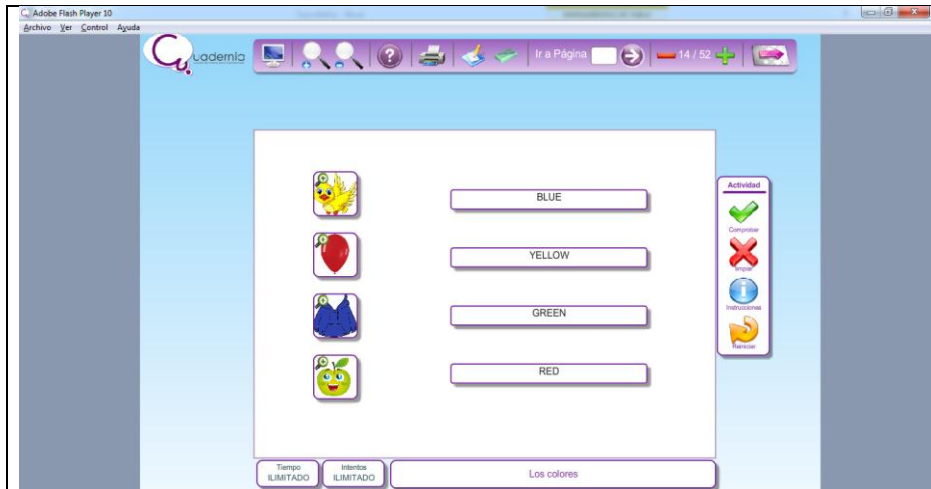 Adobe Flash Player 10
Archivo Ver Control Ayuda
Cuadernia
Ir a Página
14 / 52
BLUE
YELLOW
GREEN
RED
Actividad
Comprobar
limpiar
Instrucciones
Reiniciar
Tiempo
ILIMITADO
Intentos
ILIMITADO
Los colores